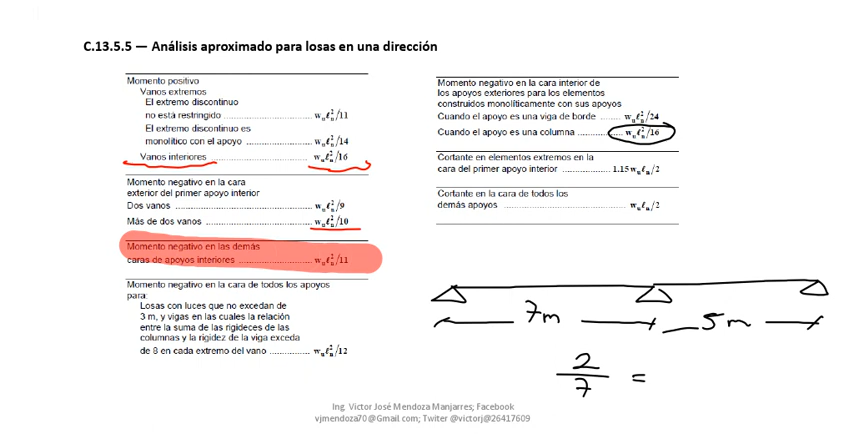 C.13.5.5 — Análisis aproximado para losas en una dirección
Momento positivo
Vanos extremos
El extremo discontinuo
no está restringido ........ wᵤℓₙ²/11
El extremo discontinuo es
monolítico con el apoyo ........ wᵤℓₙ²/14
Vanos interiores ........ wᵤℓₙ²/16
Momento negativo en la cara
exterior del primer apoyo interior
Dos vanos ........ wᵤℓₙ²/9
Más de dos vanos ........ wᵤℓₙ²/10
Momento negativo en las demás
caras de apoyos interiores ........ wᵤℓₙ²/11
Momento negativo en la cara de todos los apoyos
para:
Losas con luces que no excedan de
3 m, y vigas en las cuales la relación
entre la suma de las rigideces de las
columnas y la rigidez de la viga exceda
de 8 en cada extremo del vano ........ wᵤℓₙ²/12
Momento negativo en la cara interior de
los apoyos exteriores para los elementos
construidos monolíticamente con sus apoyos
Cuando el apoyo es una viga de borde ........ wᵤℓₙ²/24
Cuando el apoyo es una columna ........ wᵤℓₙ²/16
Cortante en elementos extremos en la
cara del primer apoyo interior ........ 1.15 wᵤℓₙ/2
Cortante en la cara de todos los
demás apoyos ........ wᵤℓₙ/2
7m 5m
2/7 =
Ing. Victor José Mendoza Manjarres; Facebook
vjmendoza70@Gmail com; Twiter @victorj@26417609